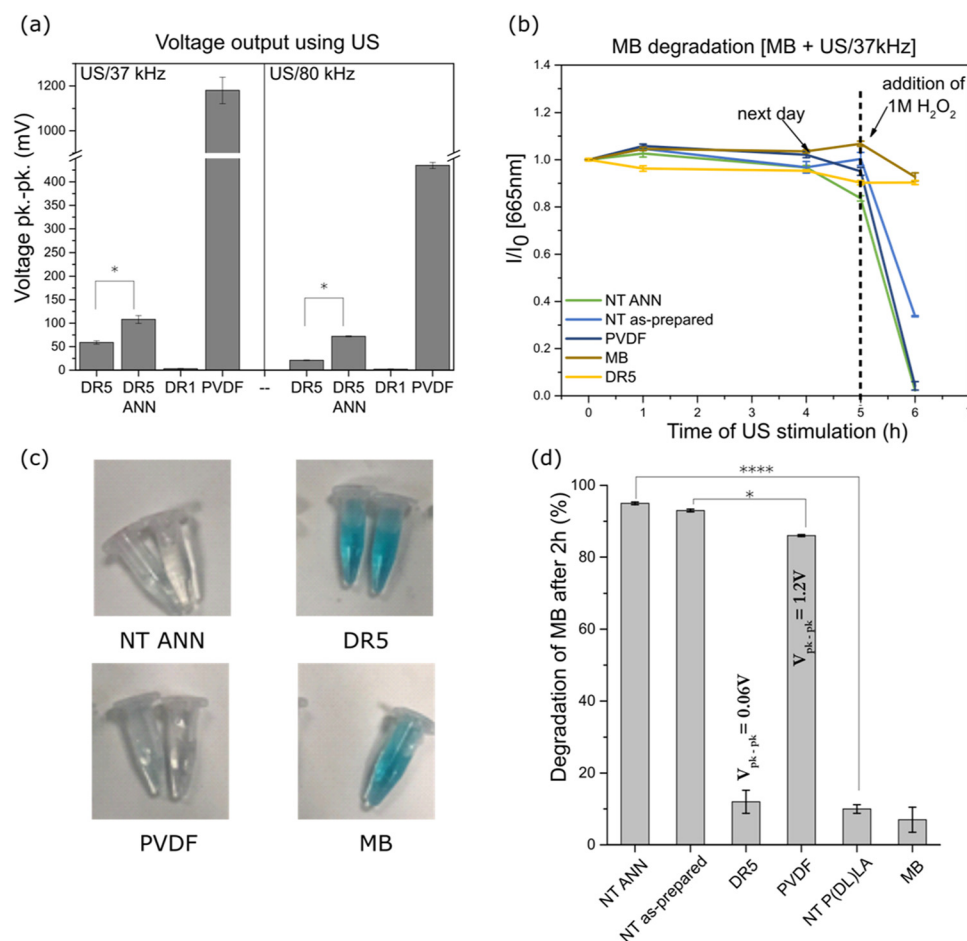 (a)
Voltage output using US
US/37 kHz
US/80 kHz
Voltage pk.-pk. (mV)
1200
1000
400
450
350
300
250
200
150
100
50
0
*
*
DR5 DR5 DR1 PVDF -- DR5 DR5 DR1 PVDF
ANN ANN
(b)
MB degradation [MB + US/37kHz]
I/I0 [665nm]
1.4
1.2
1.0
0.8
0.6
0.4
0.2
0.0
next day
addition of
1M H2O2
NT ANN
NT as-prepared
PVDF
MB
DR5
0 1 2 3 4 5 6 7
Time of US stimulation (h)
(c)
NT ANN
DR5
PVDF
MB
(d)
Degradation of MB after 2h (%)
100
80
60
40
20
0
****
*
Vpk - pk = 0.06V
Vpk - pk = 1.2V
NT ANN
NT as-prepared
DR5
PVDF
NT P(DL)LA
MB